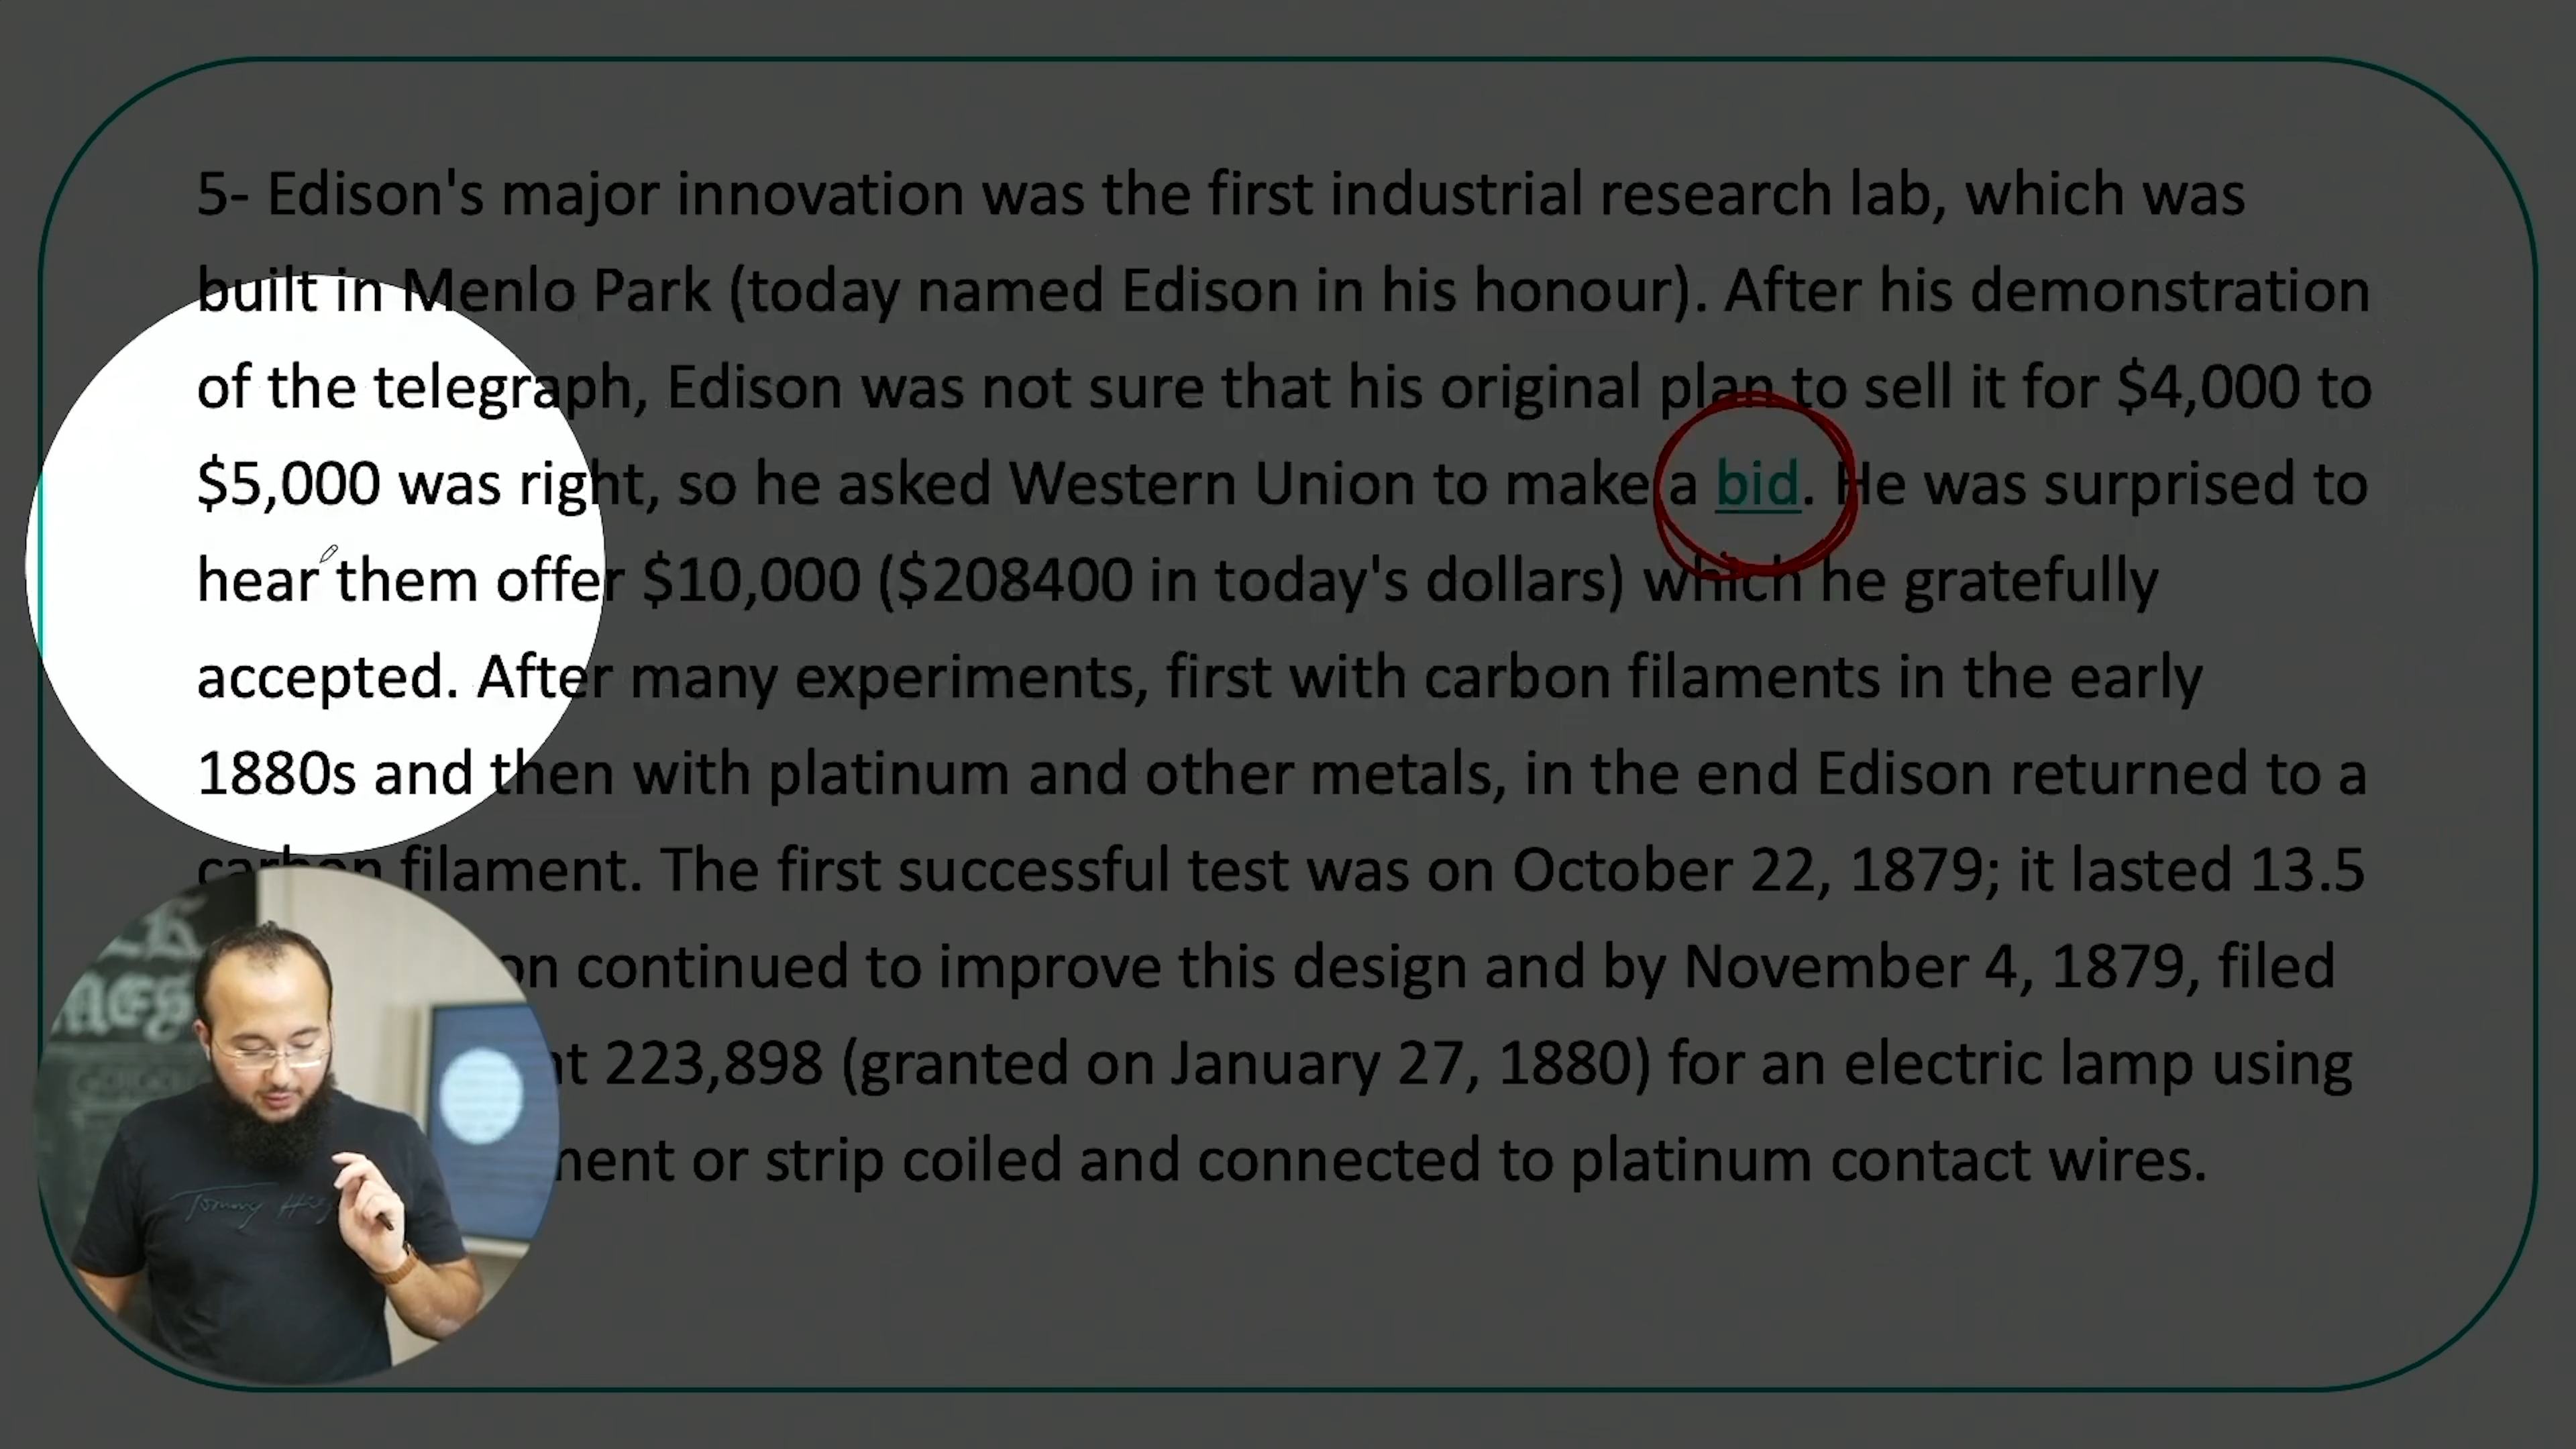 5- Edison's major innovation was the first industrial research lab, which was
built in Menlo Park (today named Edison in his honour). After his demonstration
of the telegraph, Edison was not sure that his original plan to sell it for $4,000 to
$5,000 was right, so he asked Western Union to make a bid. He was surprised to
hear them offer $10,000 ($208400 in today's dollars) which he gratefully
accepted. After many experiments, first with carbon filaments in the early
1880s and then with platinum and other metals, in the end Edison returned to a
carbon filament. The first successful test was on October 22, 1879; it lasted 13.5
on continued to improve this design and by November 4, 1879, filed
223,898 (granted on January 27, 1880) for an electric lamp using
or strip coiled and connected to platinum contact wires.
Tommy